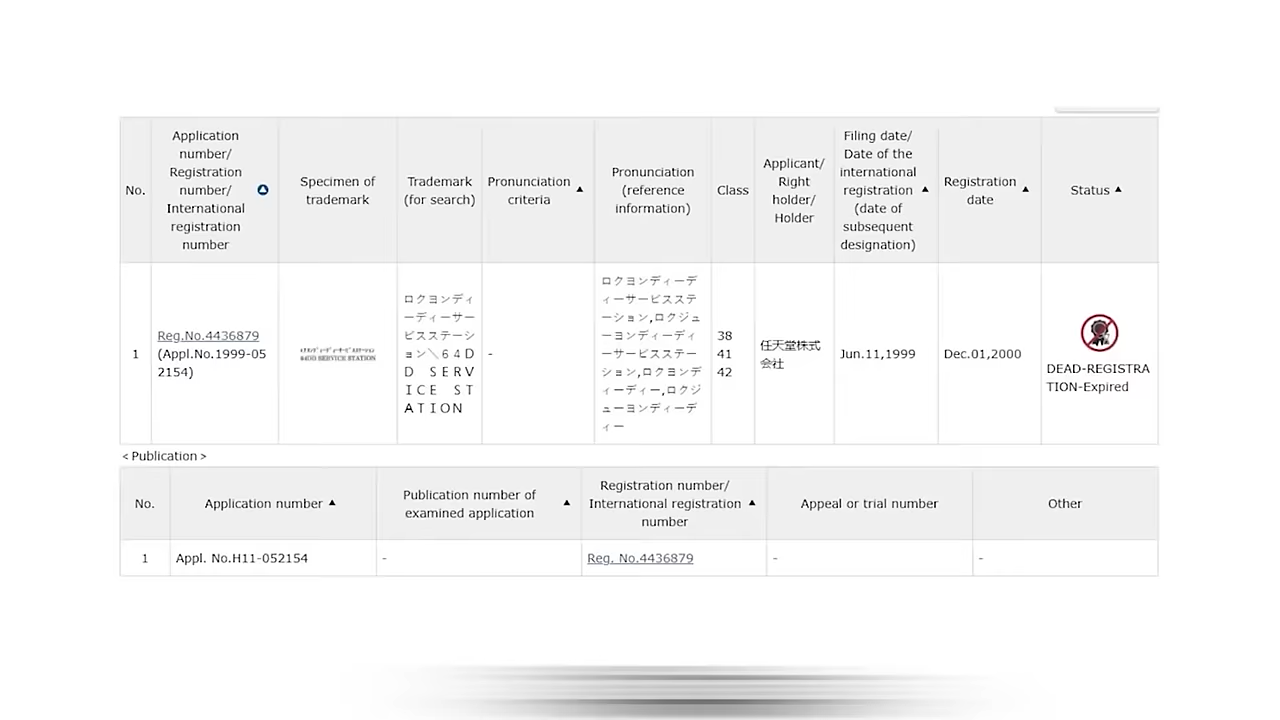 No.
Application
number/
Registration
number/
International
registration
number
Specimen of
trademark
Trademark
(for search)
Pronunciation
criteria
Pronunciation
(reference
information)
Class
Applicant/
Right
holder/
Holder
Filing date/
Date of the
international
registration
(date of
subsequent
designation)
Registration
date
Status
1
Reg.No.4436879
(Appl.No.1999-05
2154)
64DD SERVICE STATION
ロクヨンディ
ーディーサー
ビスステーシ
ョン＼６４Ｄ
Ｄ　ＳＥＲＶ
ＩＣＥ　ＳＴ
ＡＴＩＯＮ
-
ロクヨンディーデ
ィーサービスステ
ーション,ロクジュ
ーヨンディーディ
ーサービスステー
ション,ロクヨンデ
ィーディー,ロクジ
ューヨンディーデ
ィー
38
41
42
任天堂株式
会社
Jun.11,1999
Dec.01,2000
DEAD-REGISTRA
TION-Expired
< Publication >
No.
Application number
Publication number of
examined application
Registration number/
International registration
number
Appeal or trial number
Other
1
Appl. No.H11-052154
-
Reg. No.4436879
-
-